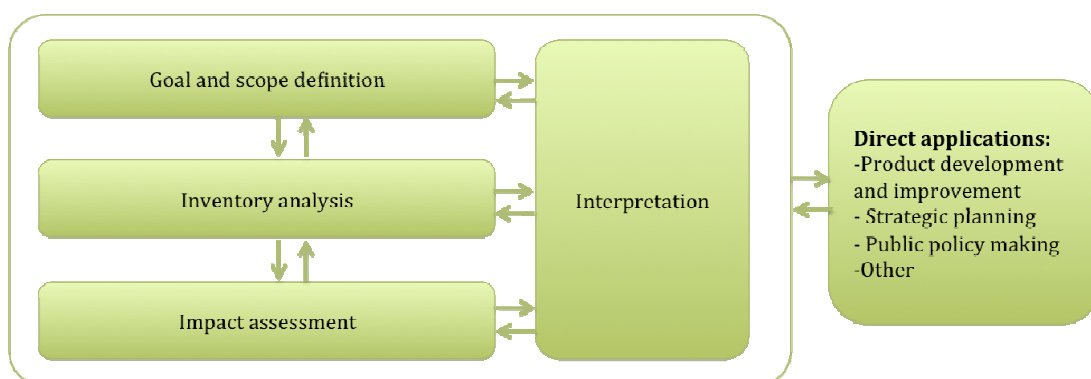 Goal and scope definition
Inventory analysis
Impact assessment
Interpretation
Direct applications:
-Product development
and improvement
- Strategic planning
- Public policy making
-Other